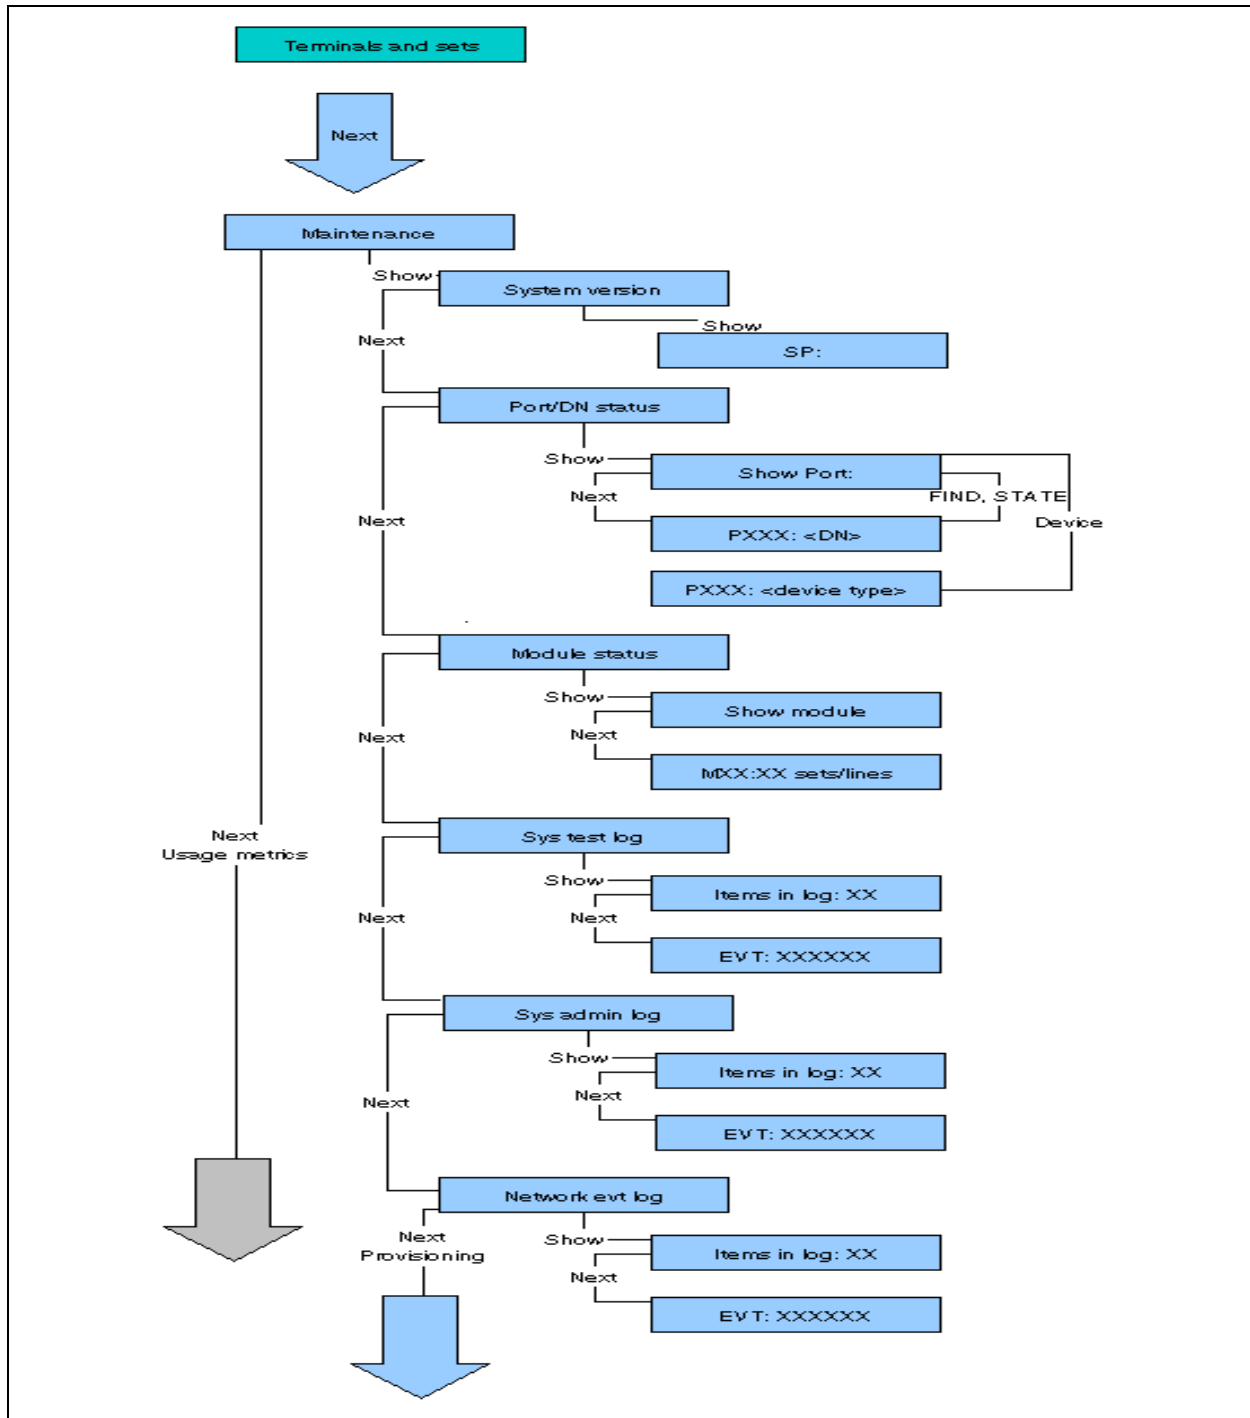 Terminals and sets
Next
Maintenance
Show
System version
Show
Next
SP:
Port/DN status
Show
Show Port:
Next
FIND, STATE
Next
Device
PXXX: <DN>
PXXX: <device type>
Module status
Show
Show module
Next
Next
MXX:XX sets/lines
Next
Usage metrics
Sys test log
Show
Items in log: XX
Next
Next
EVT: XXXXXX
Sys admin log
Show
Items in log: XX
Next
Next
EVT: XXXXXX
Network evt log
Next
Provisioning
Show
Items in log: XX
Next
EVT: XXXXXX